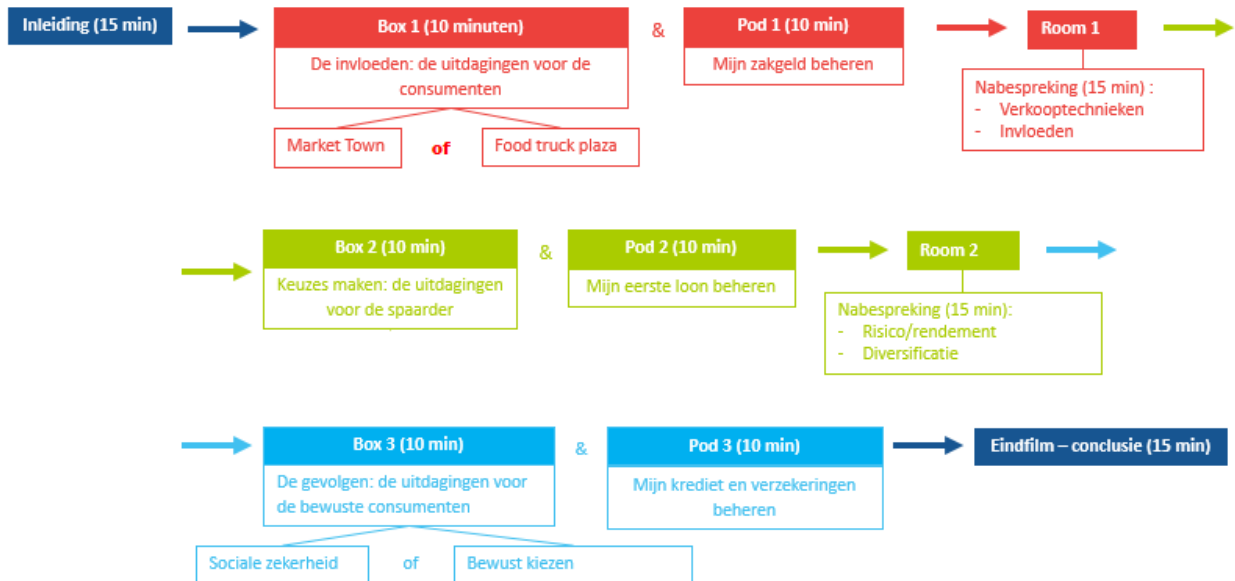 Inleiding (15 min)
Box 1 (10 minuten)
&
Pod 1 (10 min)
Room 1
De invloeden: de uitdagingen voor de
consumenten
Mijn zakgeld beheren
Nabespreking (15 min) :
- Verkooptechnieken
- Invloeden
Market Town
of
Food truck plaza
Box 2 (10 min)
&
Pod 2 (10 min)
Room 2
Keuzes maken: de uitdagingen
voor de spaarder
Mijn eerste loon beheren
Nabespreking (15 min):
- Risico/rendement
- Diversificatie
Box 3 (10 min)
&
Pod 3 (10 min)
Eindfilm – conclusie (15 min)
De gevolgen: de uitdagingen voor
de bewuste consumenten
Mijn krediet en verzekeringen
beheren
Sociale zekerheid
of
Bewust kiezen